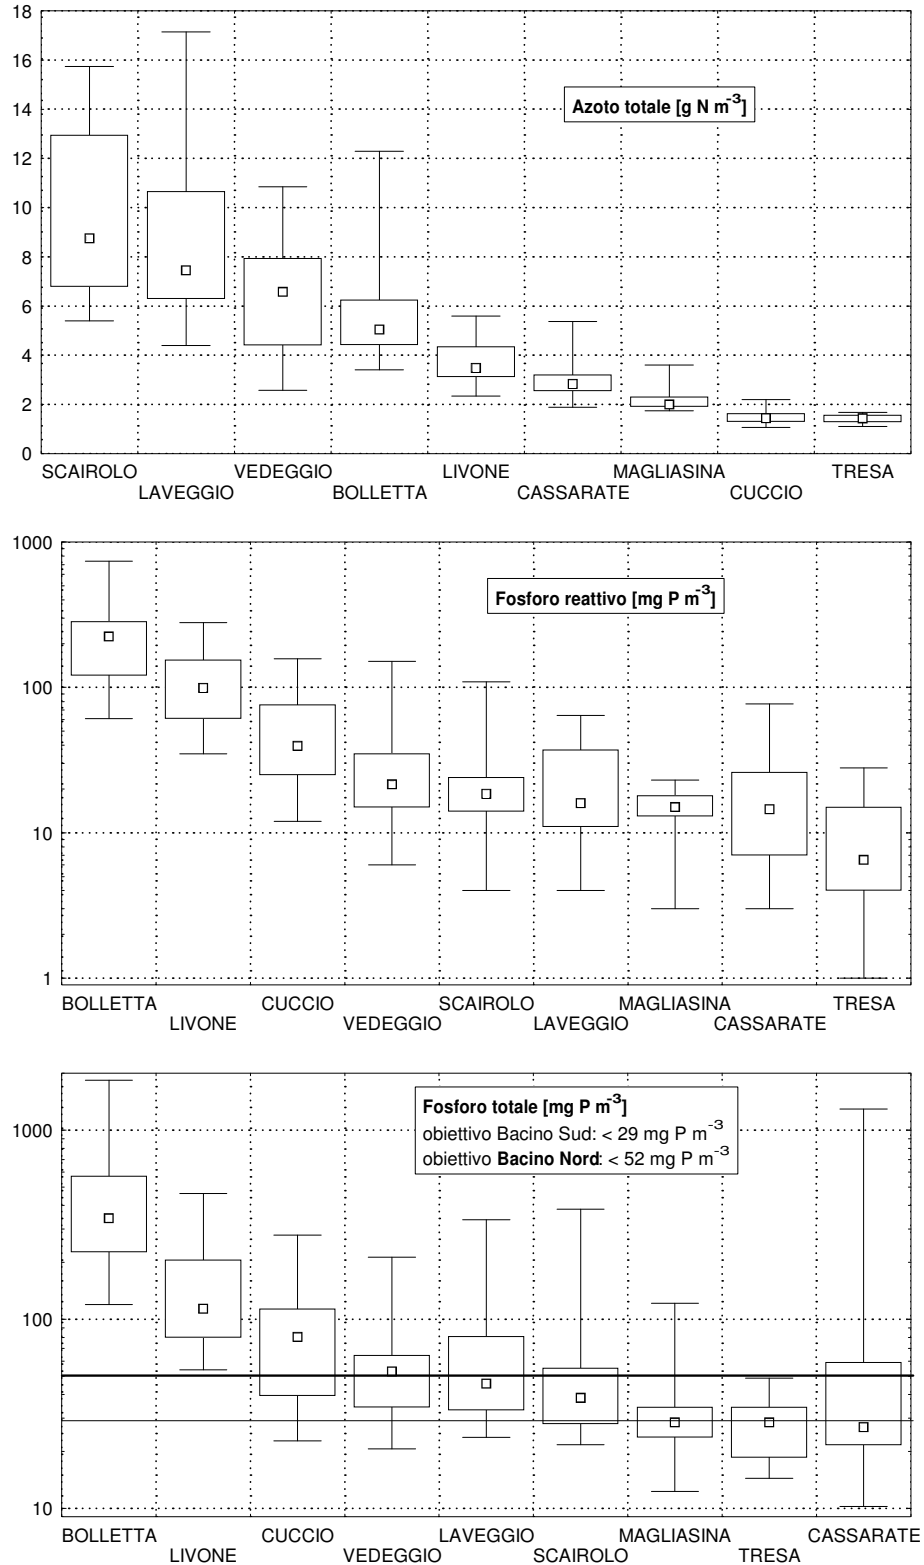 18
16
14
12
10
8
6
4
2
0
Azoto totale [g N m-3]
SCAIROLO VEDEGGIO LIVONE MAGLIASINA TRESA
LAVEGGIO BOLLETTA CASSARATE CUCCIO
1000
100
10
1
Fosforo reattivo [mg P m-3]
BOLLETTA CUCCIO SCAIROLO MAGLIASINA TRESA
LIVONE VEDEGGIO LAVEGGIO CASSARATE
1000
100
10
Fosforo totale [mg P m-3]
obiettivo Bacino Sud: < 29 mg P m-3
obiettivo Bacino Nord: < 52 mg P m-3
BOLLETTA CUCCIO LAVEGGIO MAGLIASINA CASSARATE
LIVONE VEDEGGIO SCAIROLO TRESA